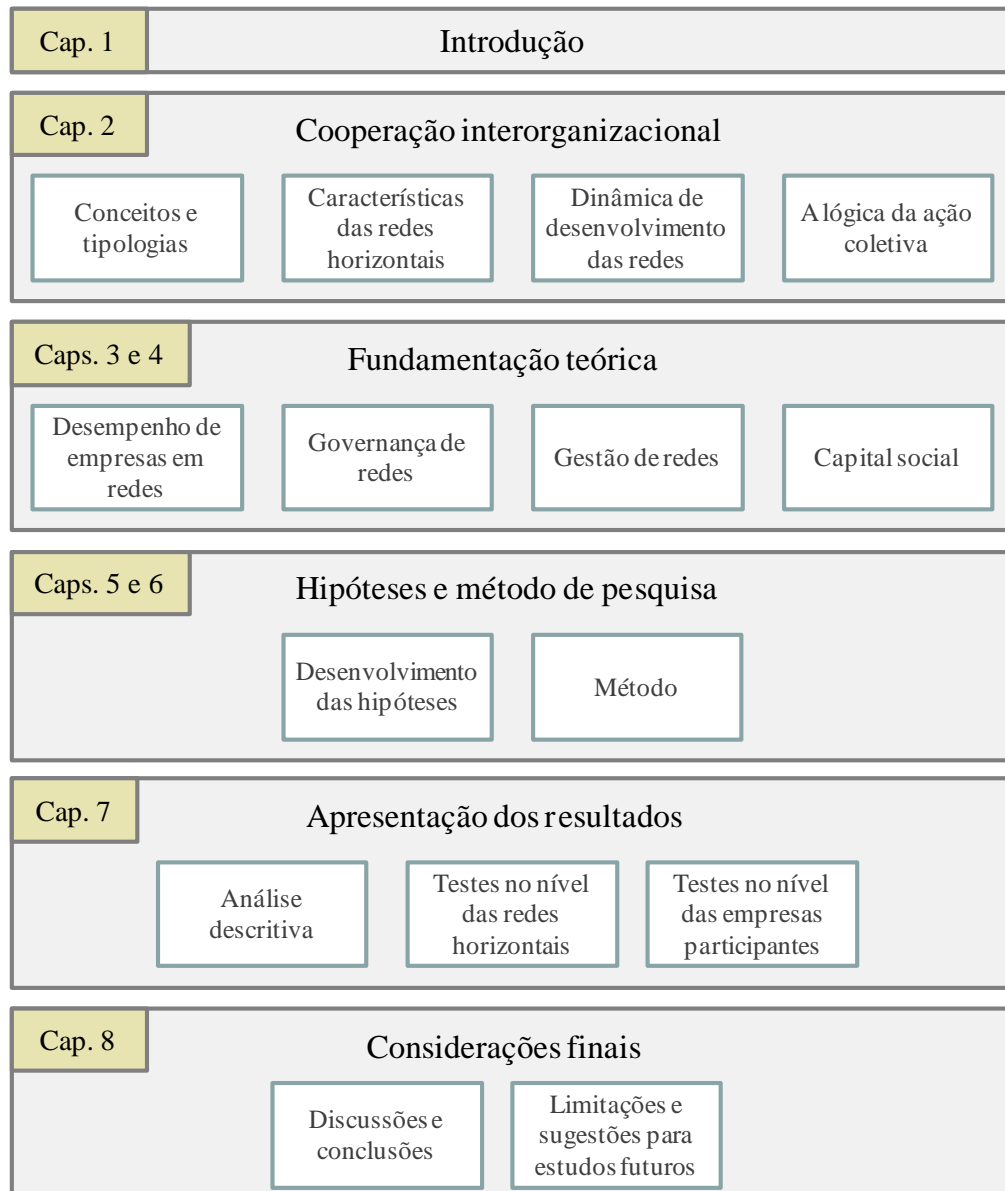 Cap. 1
Introdução
Cap. 2
Cooperação interorganizacional
Conceitos e
tipologias
Características
das redes
horizontais
Dinâmica de
desenvolvimento
das redes
A lógica da ação
coletiva
Caps. 3 e 4
Fundamentação teórica
Desempenho de
empresas em
redes
Governança de
redes
Gestão de redes
Capital social
Caps. 5 e 6
Hipóteses e método de pesquisa
Desenvolvimento
das hipóteses
Método
Cap. 7
Apresentação dos resultados
Análise
descritiva
Testes no nível
das redes
horizontais
Testes no nível
das empresas
participantes
Cap. 8
Considerações finais
Discussões e
conclusões
Limitações e
sugestões para
estudos futuros